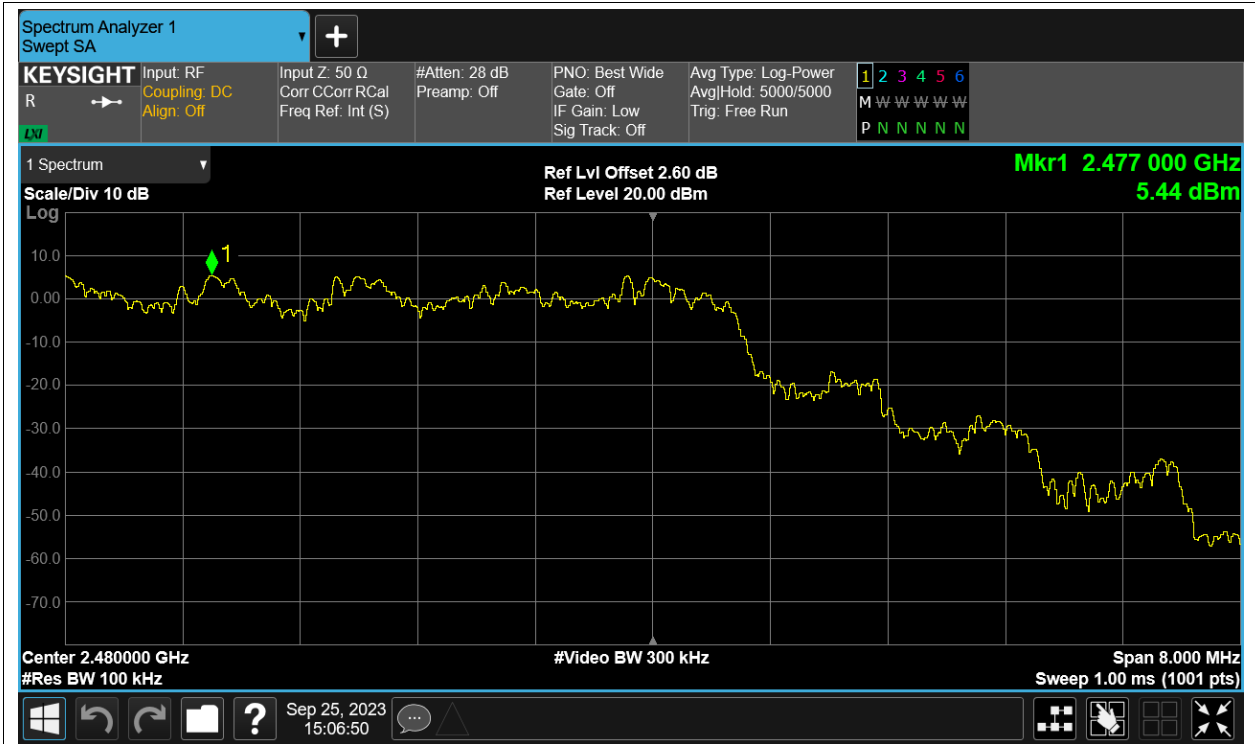 Spectrum Analyzer 1
Swept SA
KEYSIGHT
R
LXI
Input: RF
Coupling: DC
Align: Off
Input Z: 50 Ω
Corr CCorr RCal
Freq Ref: Int (S)
#Atten: 28 dB
Preamp: Off
PNO: Best Wide
Gate: Off
IF Gain: Low
Sig Track: Off
Avg Type: Log-Power
Avg|Hold: 5000/5000
Trig: Free Run
1 2 3 4 5 6
M W W W W W
P N N N N N
1 Spectrum
Scale/Div 10 dB
Log
Ref Lvl Offset 2.60 dB
Ref Level 20.00 dBm
Mkr1 2.477 000 GHz
5.44 dBm
1
10.0
0.00
-10.0
-20.0
-30.0
-40.0
-50.0
-60.0
-70.0
Center 2.480000 GHz
#Res BW 100 kHz
#Video BW 300 kHz
Span 8.000 MHz
Sweep 1.00 ms (1001 pts)
?
Sep 25, 2023
15:06:50